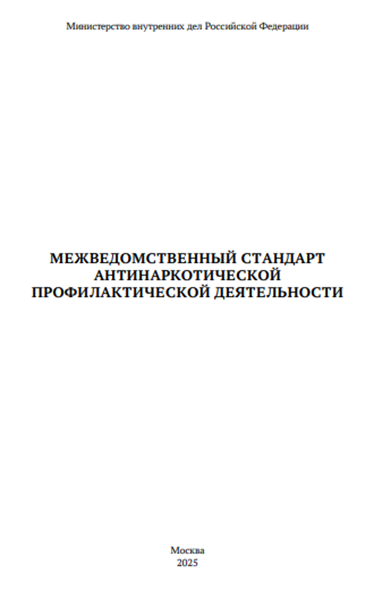 Министерство внутренних дел Российской Федерации
МЕЖВЕДОМСТВЕННЫЙ СТАНДАРТ
АНТИНАРКОТИЧЕСКОЙ
ПРОФИЛАКТИЧЕСКОЙ ДЕЯТЕЛЬНОСТИ
Москва
2025